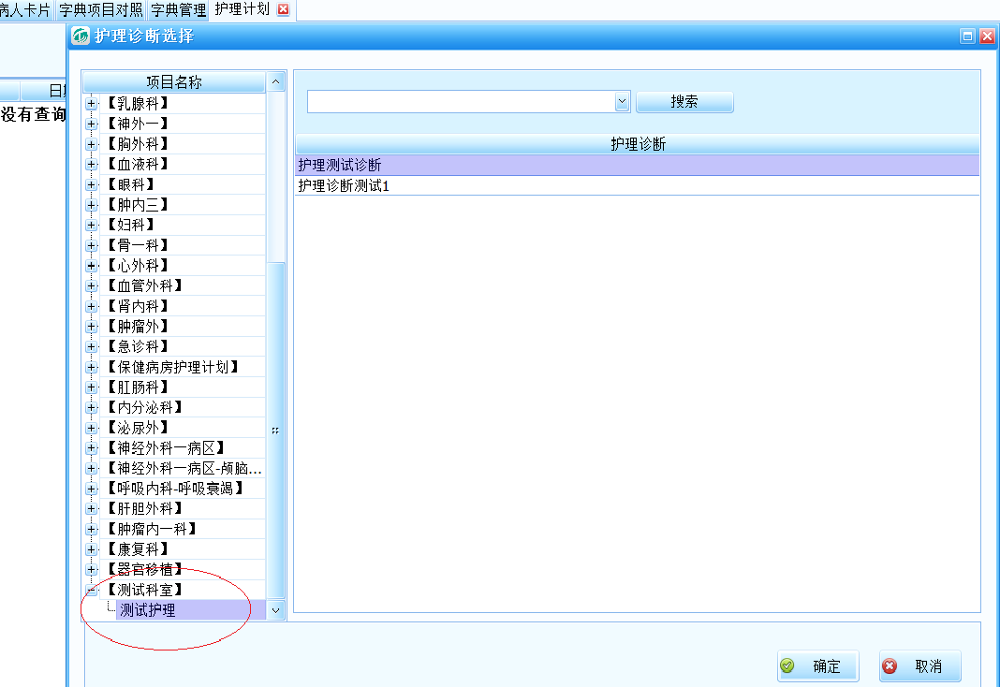 病人卡片 字典项目对照 字典管理 护理计划
护理诊断选择
日
没有查询
项目名称
【乳腺科】
【神外一】
【胸外科】
【血液科】
【眼科】
【肿内三】
【妇科】
【骨一科】
【心外科】
【血管外科】
【肾内科】
【肿瘤外】
【急诊科】
【保健病房护理计划】
【肛肠科】
【内分泌科】
【泌尿外】
【神经外科一病区】
【神经外科一病区-颅脑...
【呼吸内科-呼吸衰竭】
【肝胆外科】
【肿瘤内一科】
【康复科】
【器官移植】
【测试科室】
测试护理
搜索
护理诊断
护理测试诊断
护理诊断测试1
确定 取消